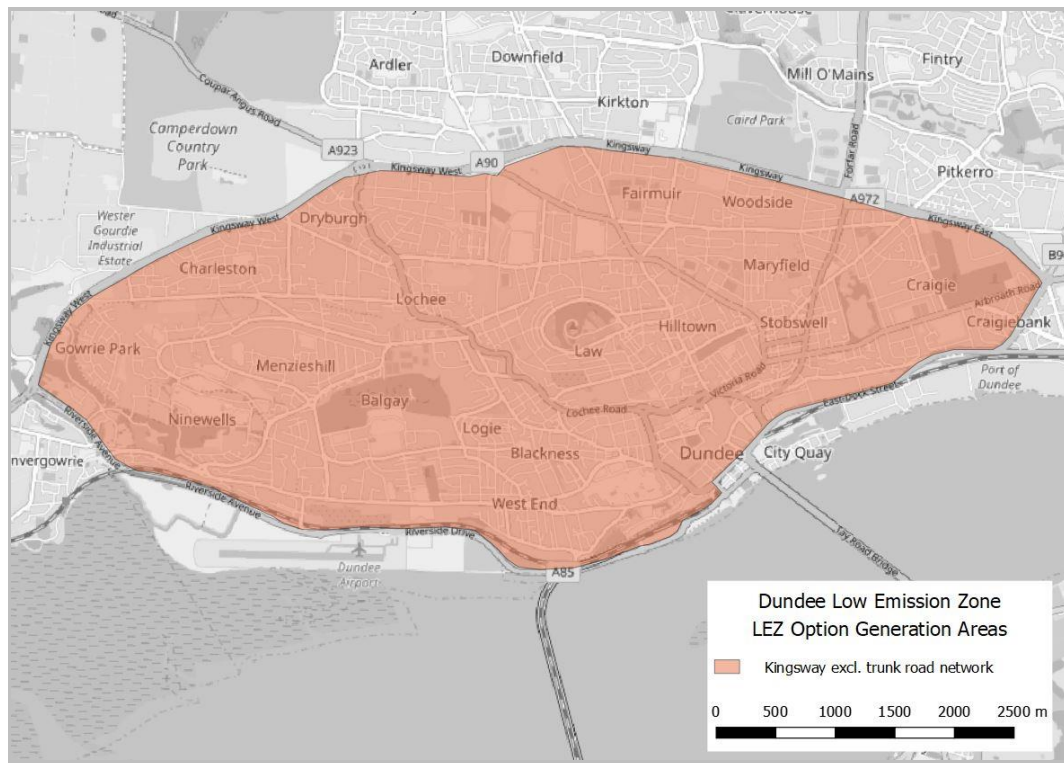 Ardler
Downfield
Mill O'Mains
Fintry
Coupar Angus Road
Kirkton
Caird Park
Camperdown
Country
Park
A923
A90
Kingsway
Kingsway West
Kingsway
Forfar Road
Pitkerro
Fairmuir
Woodside
A972
Dryburgh
Wester
Gourdie
Industrial
Estate
Kingsway West
Kingsway East
Charleston
Maryfield
Craigie
Arbroath Road
Lochee
Kingsway West
Hilltown
Stobswell
Craigiebank
Gowrie Park
Law
Menzieshill
Victoria Road
Port of
Dundee
Balgay
East Dock Street
Ninewells
Lochee Road
Logie
Riverside Avenue
Blackness
Dundee
City Quay
nvergowrie
Riverside Avenue
West End
Riverside Drive
Tay Road Bridge
Dundee
Airport
A85
Dundee Low Emission Zone
LEZ Option Generation Areas
Kingsway excl. trunk road network
0 500 1000 1500 2000 2500 m